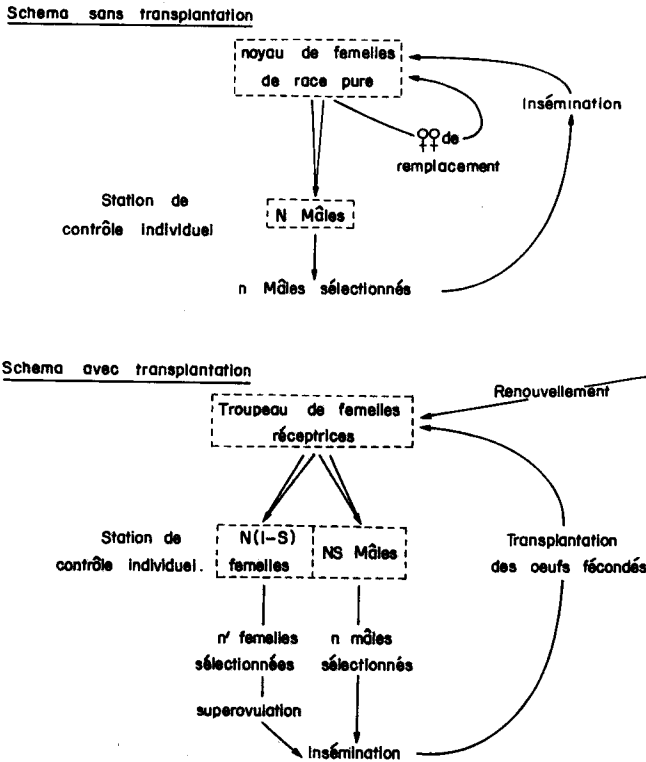 Schema sans transplantation
noyau de femelles
de race pure
Insémination
♀♀ de
remplacement
Station de
contrôle individuel
N Mâles
n Mâles sélectionnés
Schema avec transplantation
Renouvellement
Troupeau de femelles
réceptrices
Station de
contrôle individuel.
N(I-S)
femelles
NS Mâles
Transplantation
des oeufs fécondés
n' femelles
sélectionnées
n mâles
sélectionnés
superovulation
Insémination